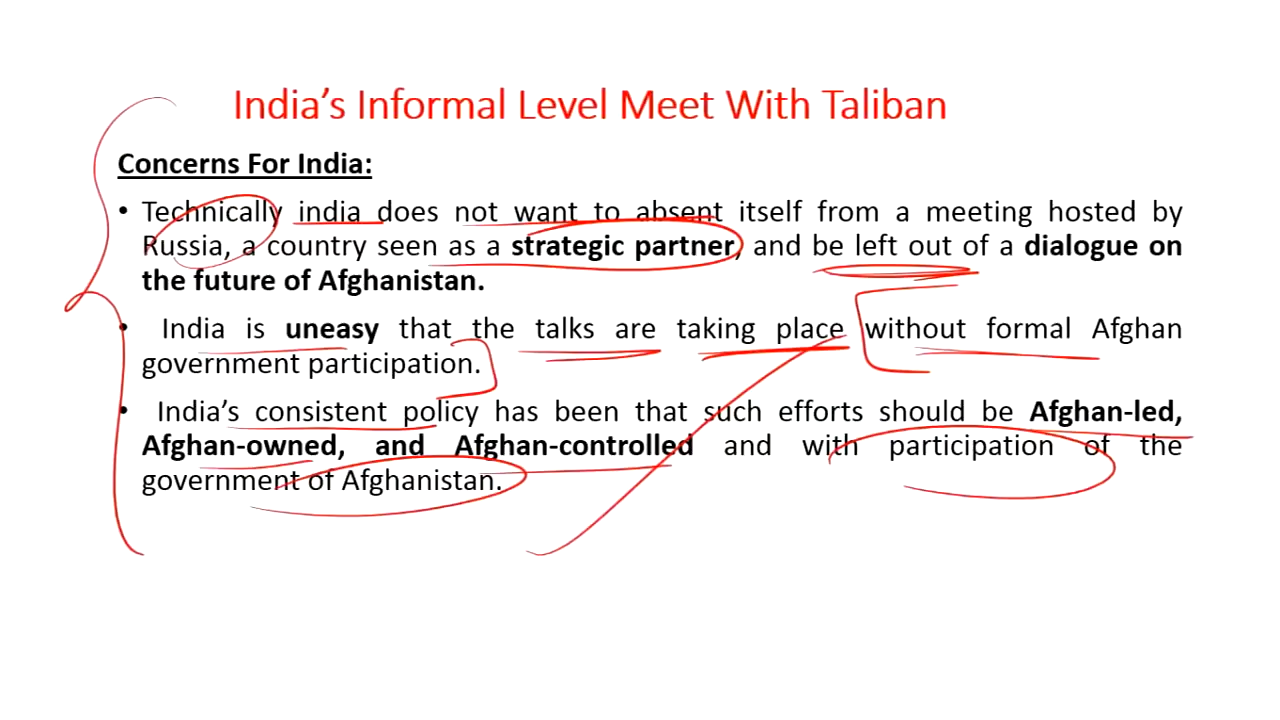 India’s Informal Level Meet With Taliban
Concerns For India:
• Technically india does not want to absent itself from a meeting hosted by
Russia, a country seen as a strategic partner, and be left out of a dialogue on
the future of Afghanistan.
• India is uneasy that the talks are taking place without formal Afghan
government participation.
• India’s consistent policy has been that such efforts should be Afghan-led,
Afghan-owned, and Afghan-controlled and with participation of the
government of Afghanistan.